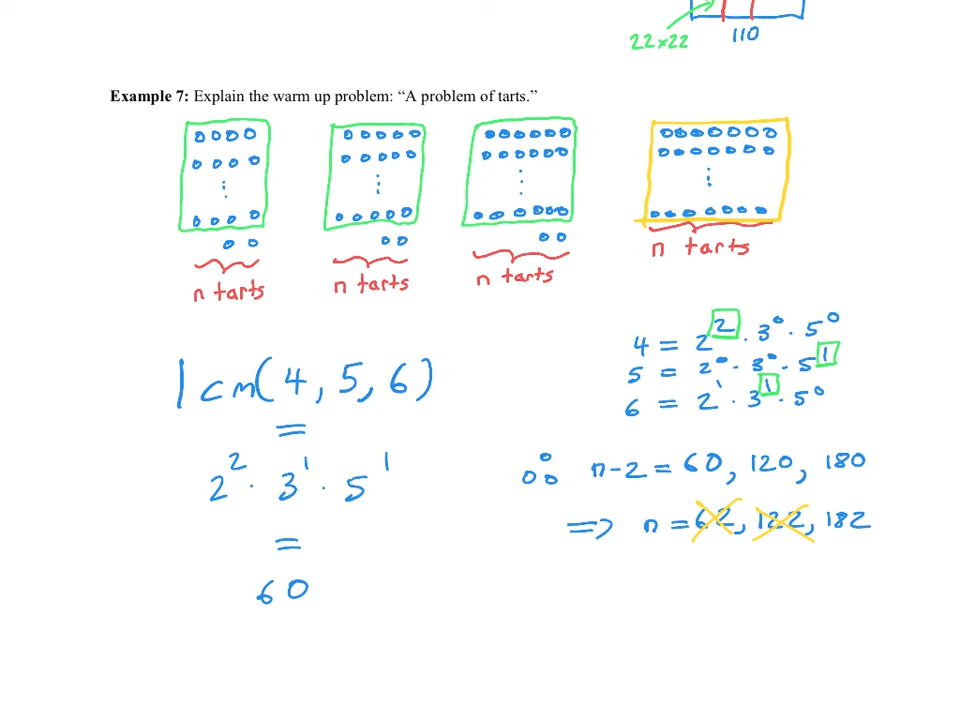 22×22
110
Example 7: Explain the warm up problem: “A problem of tarts.”
n tarts
n tarts
n tarts
n tarts
4 = 2² · 3⁰ · 5⁰
5 = 2⁰ · 3⁰ · 5¹
6 = 2¹ · 3¹ · 5⁰
lcm(4, 5, 6)
=
2² · 3¹ · 5¹
=
60
∴ n-2 = 60, 120, 180
=> n = 62, 122, 182